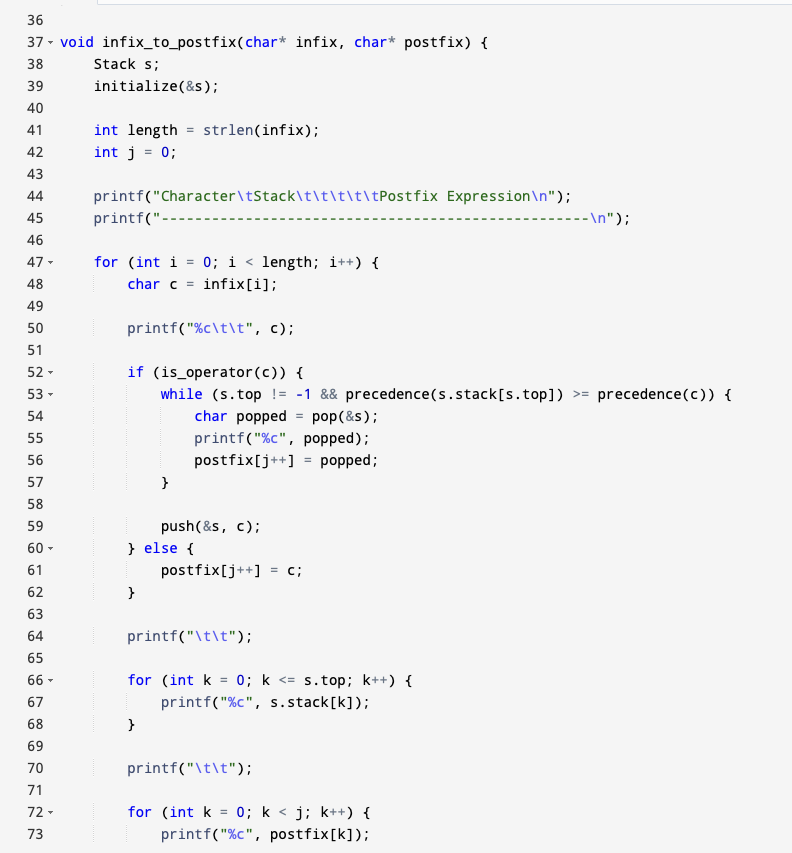 36
37 void infix_to_postfix(char* infix, char* postfix) {
38     Stack s;
39     initialize(&s);
40
41     int length = strlen(infix);
42     int j = 0;
43
44     printf("Character\tStack\t\t\t\t\tPostfix Expression\n");
45     printf("---------------------------------------------------\n");
46
47     for (int i = 0; i < length; i++) {
48         char c = infix[i];
49
50         printf("%c\t\t", c);
51
52         if (is_operator(c)) {
53             while (s.top != -1 && precedence(s.stack[s.top]) >= precedence(c)) {
54                 char popped = pop(&s);
55                 printf("%c", popped);
56                 postfix[j++] = popped;
57             }
58
59             push(&s, c);
60         } else {
61             postfix[j++] = c;
62         }
63
64         printf("\t\t");
65
66         for (int k = 0; k <= s.top; k++) {
67             printf("%c", s.stack[k]);
68         }
69
70         printf("\t\t");
71
72         for (int k = 0; k < j; k++) {
73             printf("%c", postfix[k]);